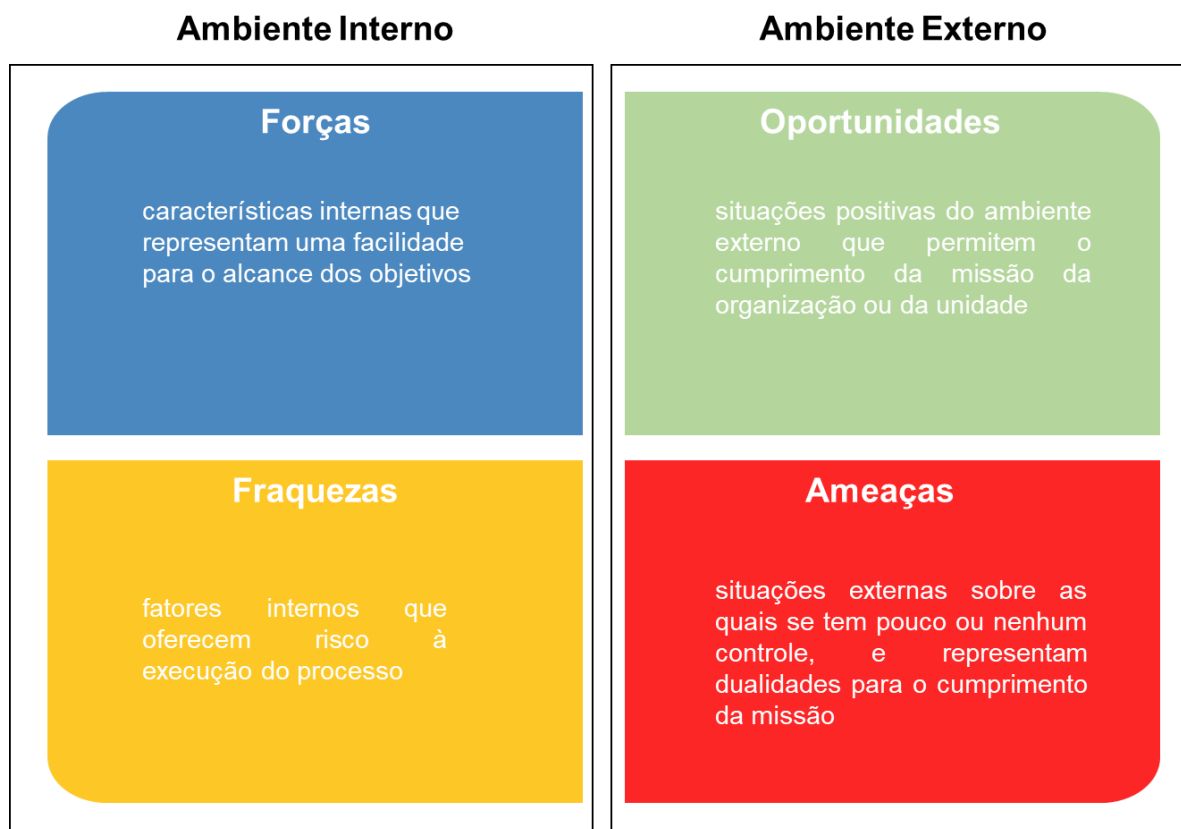 Ambiente Interno
Forças
características internas que
representam uma facilidade
para o alcance dos objetivos
Fraquezas
fatores internos que
oferecem risco à
execução do processo
Ambiente Externo
Oportunidades
situações positivas do ambiente
externo que permitem o
cumprimento da missão da
organização ou da unidade
Ameaças
situações externas sobre as
quais se tem pouco ou nenhum
controle, e representam
dualidades para o cumprimento
da missão